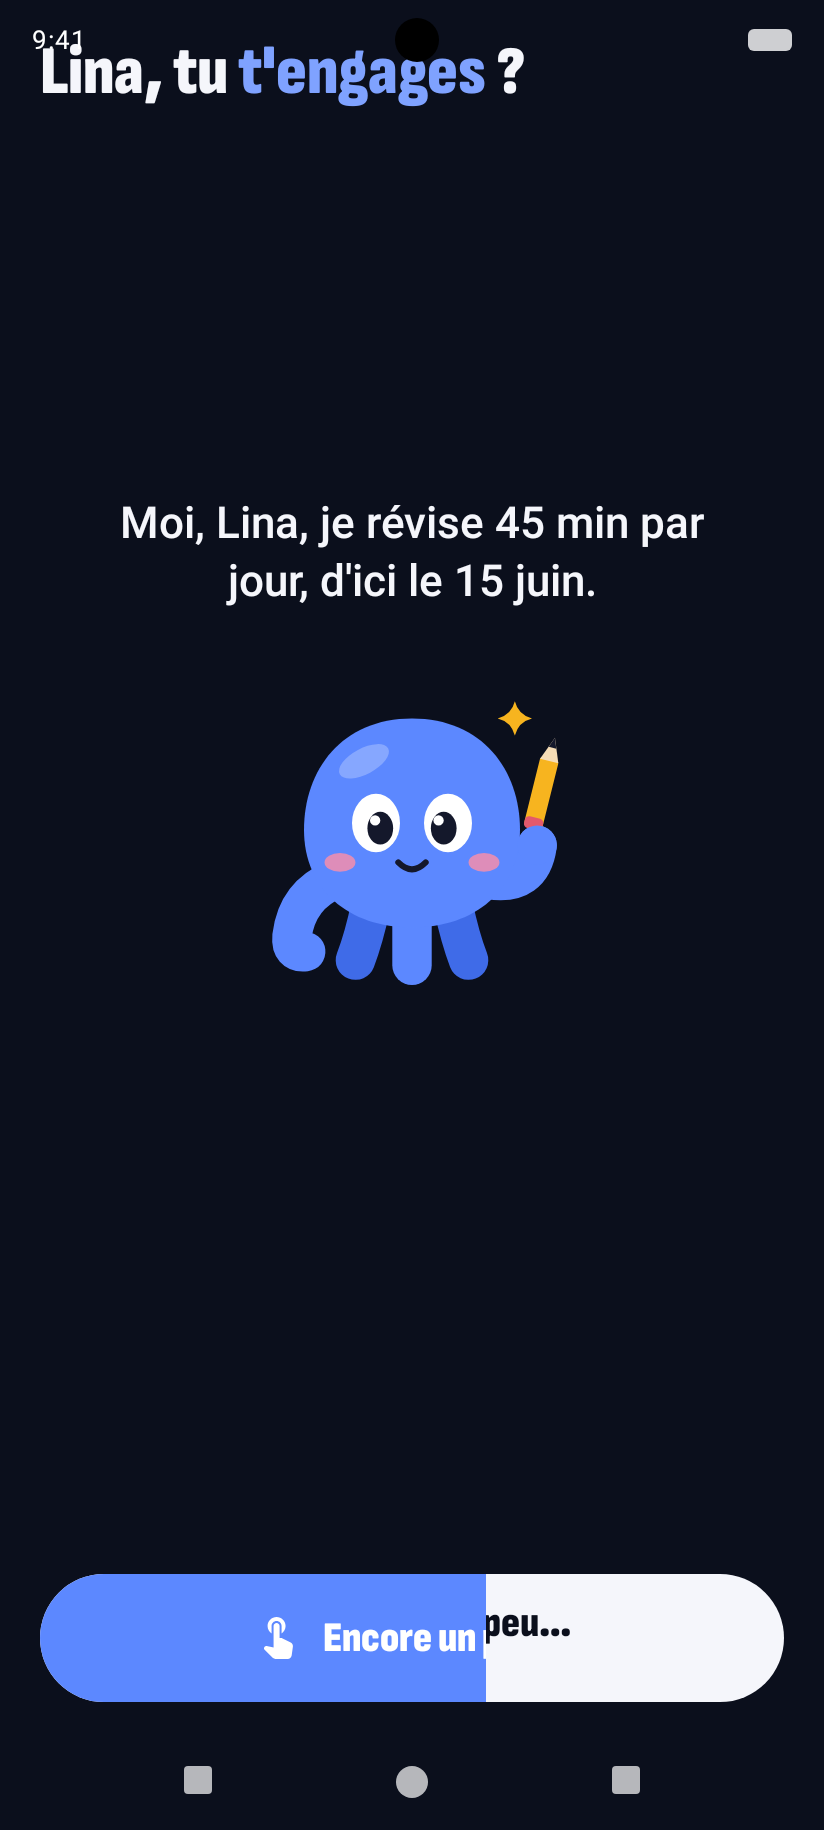 9:41
Lina, tu t'engages ?
Moi, Lina, je révise 45 min par
jour, d'ici le 15 juin.
Encore un peu...